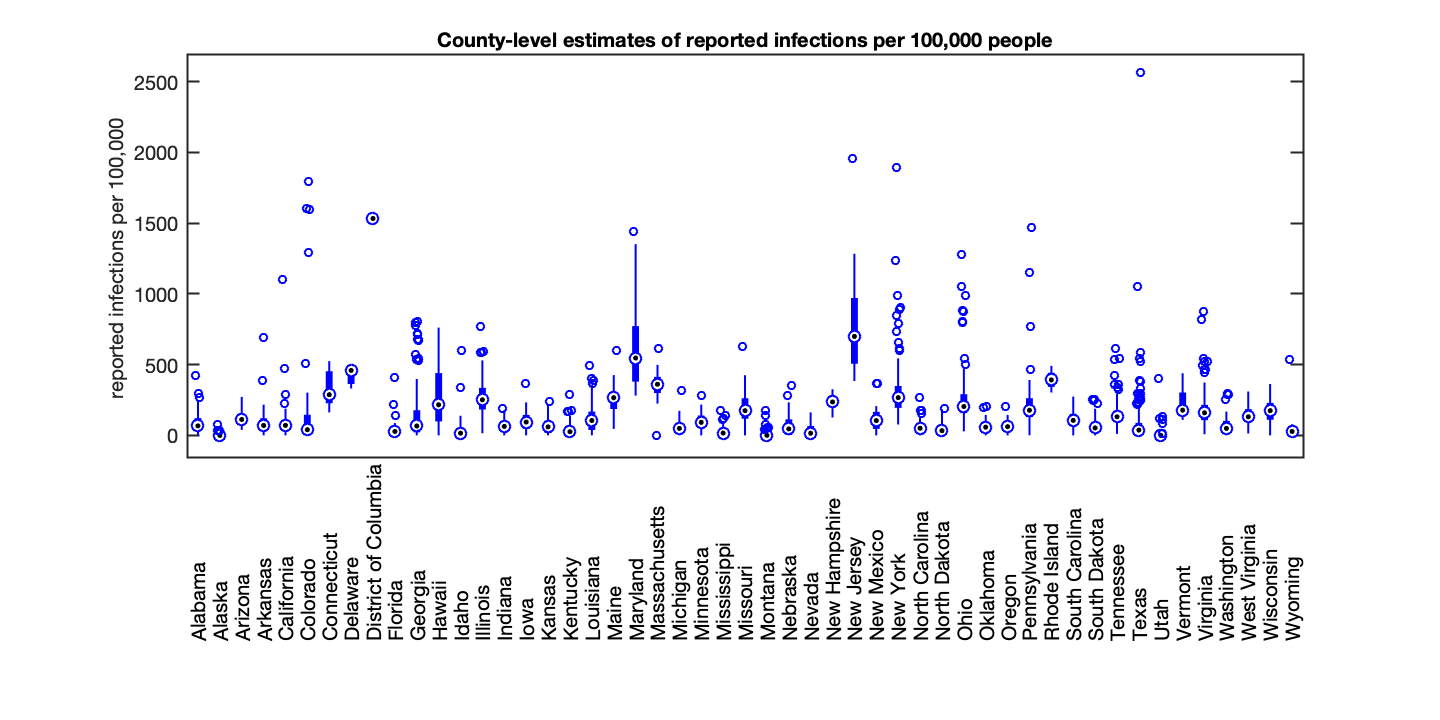 County-level estimates of reported infections per 100,000 people
reported infections per 100,000
2500
2000
1500
1000
500
0
Alabama
Alaska
Arizona
Arkansas
California
Colorado
Connecticut
Delaware
District of Columbia
Florida
Georgia
Hawaii
Idaho
Illinois
Indiana
Iowa
Kansas
Kentucky
Louisiana
Maine
Maryland
Massachusetts
Michigan
Minnesota
Mississippi
Missouri
Montana
Nebraska
Nevada
New Hampshire
New Jersey
New Mexico
New York
North Carolina
North Dakota
Ohio
Oklahoma
Oregon
Pennsylvania
Rhode Island
South Carolina
South Dakota
Tennessee
Texas
Utah
Vermont
Virginia
Washington
West Virginia
Wisconsin
Wyoming